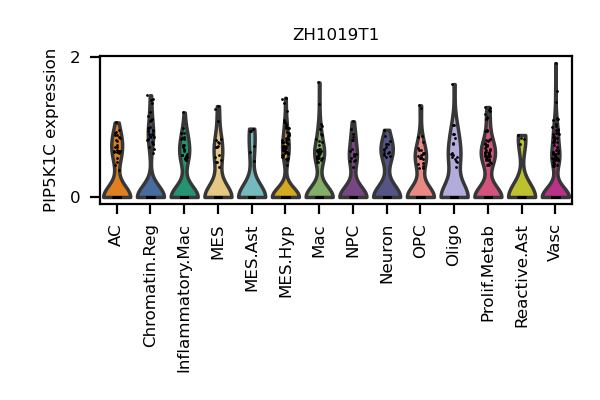 ZH1019T1
PIP5K1C expression
2
0
AC
Chromatin.Reg
Inflammatory.Mac
MES
MES.Ast
MES.Hyp
Mac
NPC
Neuron
OPC
Oligo
Prolif.Metab
Reactive.Ast
Vasc